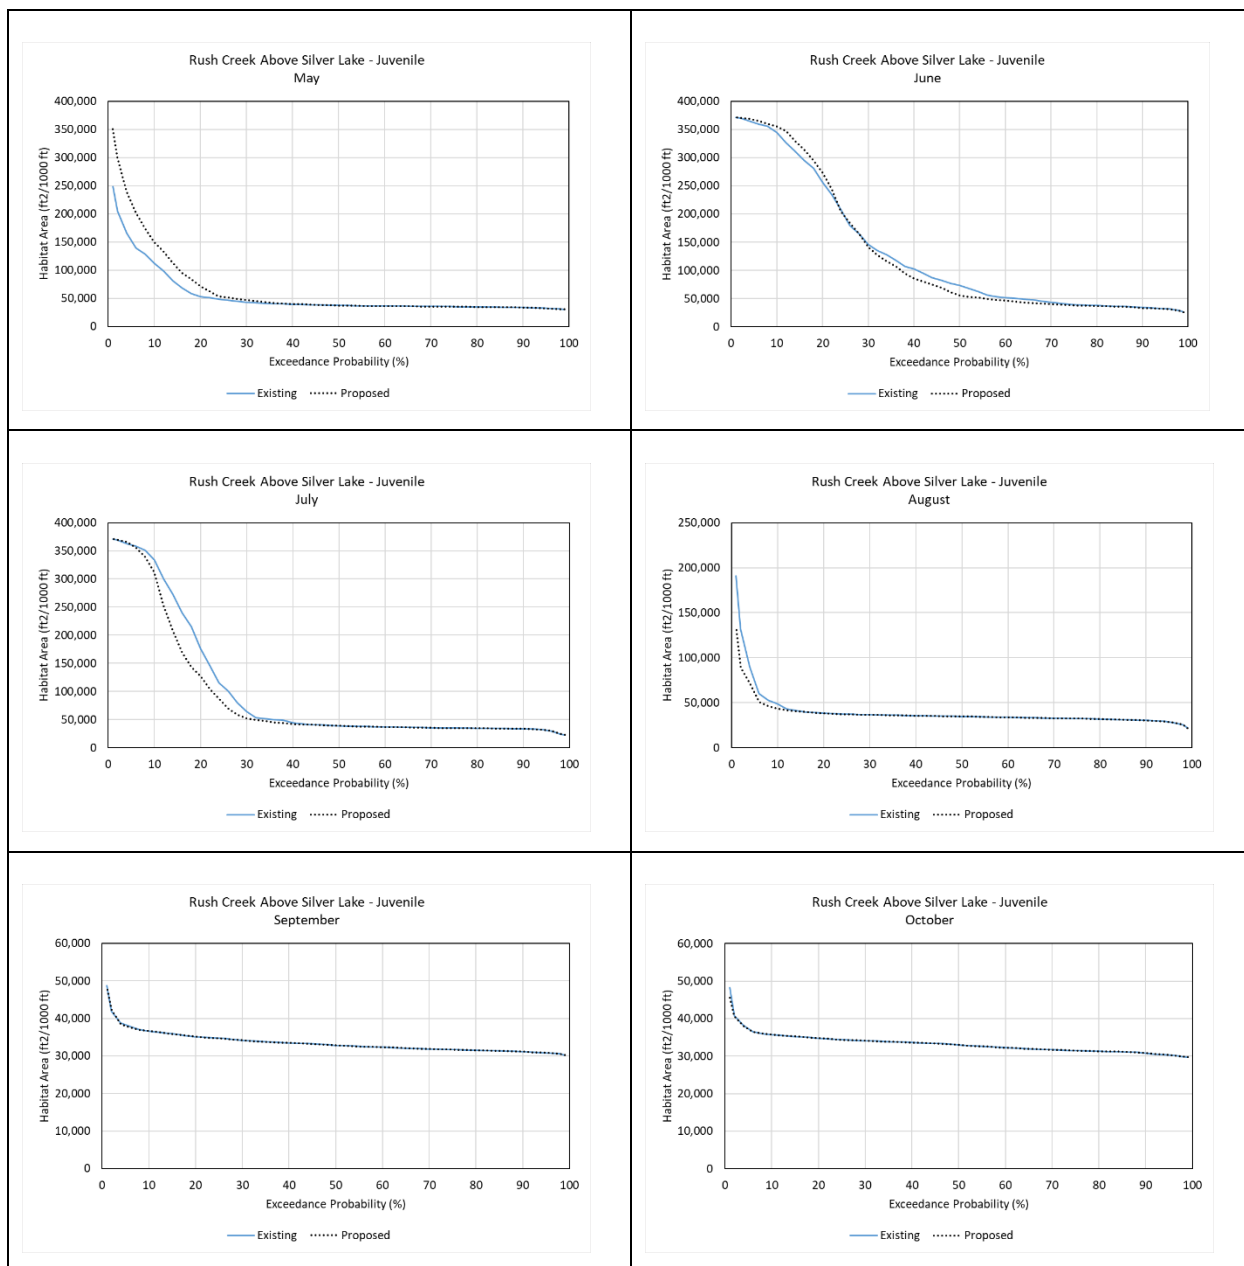 Rush Creek Above Silver Lake - Juvenile
May
400,000
350,000
300,000
250,000
200,000
150,000
100,000
50,000
0
Habitat Area (ft2/1000 ft)
0 10 20 30 40 50 60 70 80 90 100
Exceedance Probability (%)
Existing Proposed
Rush Creek Above Silver Lake - Juvenile
June
400,000
350,000
300,000
250,000
200,000
150,000
100,000
50,000
0
Habitat Area (ft2/1000 ft)
0 10 20 30 40 50 60 70 80 90 100
Exceedance Probability (%)
Existing Proposed
Rush Creek Above Silver Lake - Juvenile
July
400,000
350,000
300,000
250,000
200,000
150,000
100,000
50,000
0
Habitat Area (ft2/1000 ft)
0 10 20 30 40 50 60 70 80 90 100
Exceedance Probability (%)
Existing Proposed
Rush Creek Above Silver Lake - Juvenile
August
250,000
200,000
150,000
100,000
50,000
0
Habitat Area (ft2/1000 ft)
0 10 20 30 40 50 60 70 80 90 100
Exceedance Probability (%)
Existing Proposed
Rush Creek Above Silver Lake - Juvenile
September
60,000
50,000
40,000
30,000
20,000
10,000
0
Habitat Area (ft2/1000 ft)
0 10 20 30 40 50 60 70 80 90 100
Exceedance Probability (%)
Existing Proposed
Rush Creek Above Silver Lake - Juvenile
October
60,000
50,000
40,000
30,000
20,000
10,000
0
Habitat Area (ft2/1000 ft)
0 10 20 30 40 50 60 70 80 90 100
Exceedance Probability (%)
Existing Proposed